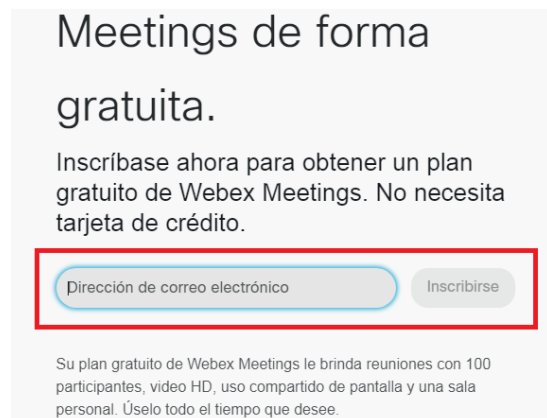 Meetings de forma
gratuita.
Inscríbase ahora para obtener un plan
gratuito de Webex Meetings. No necesita
tarjeta de crédito.
Dirección de correo electrónico
Inscribirse
Su plan gratuito de Webex Meetings le brinda reuniones con 100
participantes, video HD, uso compartido de pantalla y una sala
personal. Úselo todo el tiempo que desee.